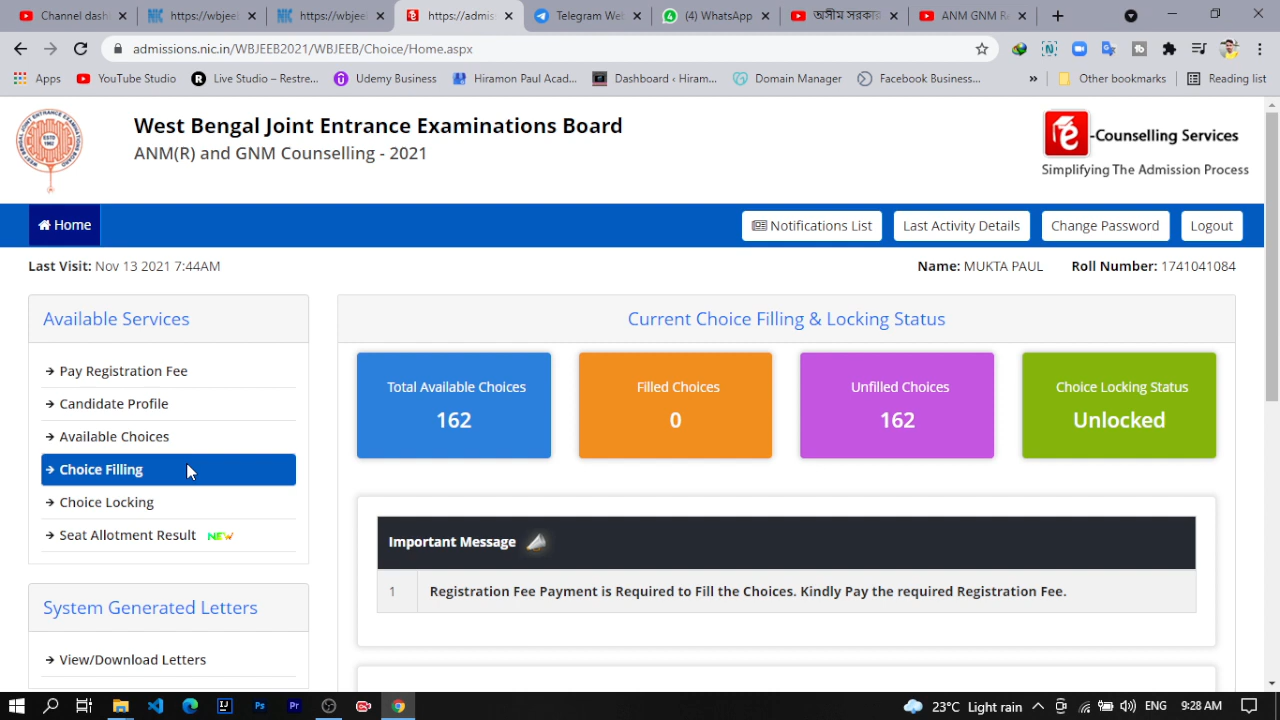 Channel dashb
https://wbjeeb
https://wbjeeb
https://admis
Telegram Web
(4) WhatsApp
অসীম সরকার
ANM GNM R
admissions.nic.in/WBJEEB2021/WBJEEB/Choice/Home.aspx
Apps
YouTube Studio
Live Studio – Restre...
Udemy Business
Hiramon Paul Acad...
Dashboard ‹ Hiram...
Domain Manager
Facebook Business...
»
Other bookmarks
Reading list
West Bengal Joint Entrance Examinations Board
ANM(R) and GNM Counselling - 2021
e-Counselling Services
Simplifying The Admission Process
Home
Notifications List
Last Activity Details
Change Password
Logout
Last Visit: Nov 13 2021 7:44AM
Name: MUKTA PAUL
Roll Number: 1741041084
Available Services
Pay Registration Fee
Candidate Profile
Available Choices
Choice Filling
Choice Locking
Seat Allotment Result NEW
System Generated Letters
View/Download Letters
Current Choice Filling & Locking Status
Total Available Choices
162
Filled Choices
0
Unfilled Choices
162
Choice Locking Status
Unlocked
Important Message
1 Registration Fee Payment is Required to Fill the Choices. Kindly Pay the required Registration Fee.
23°C Light rain
ENG
9:28 AM